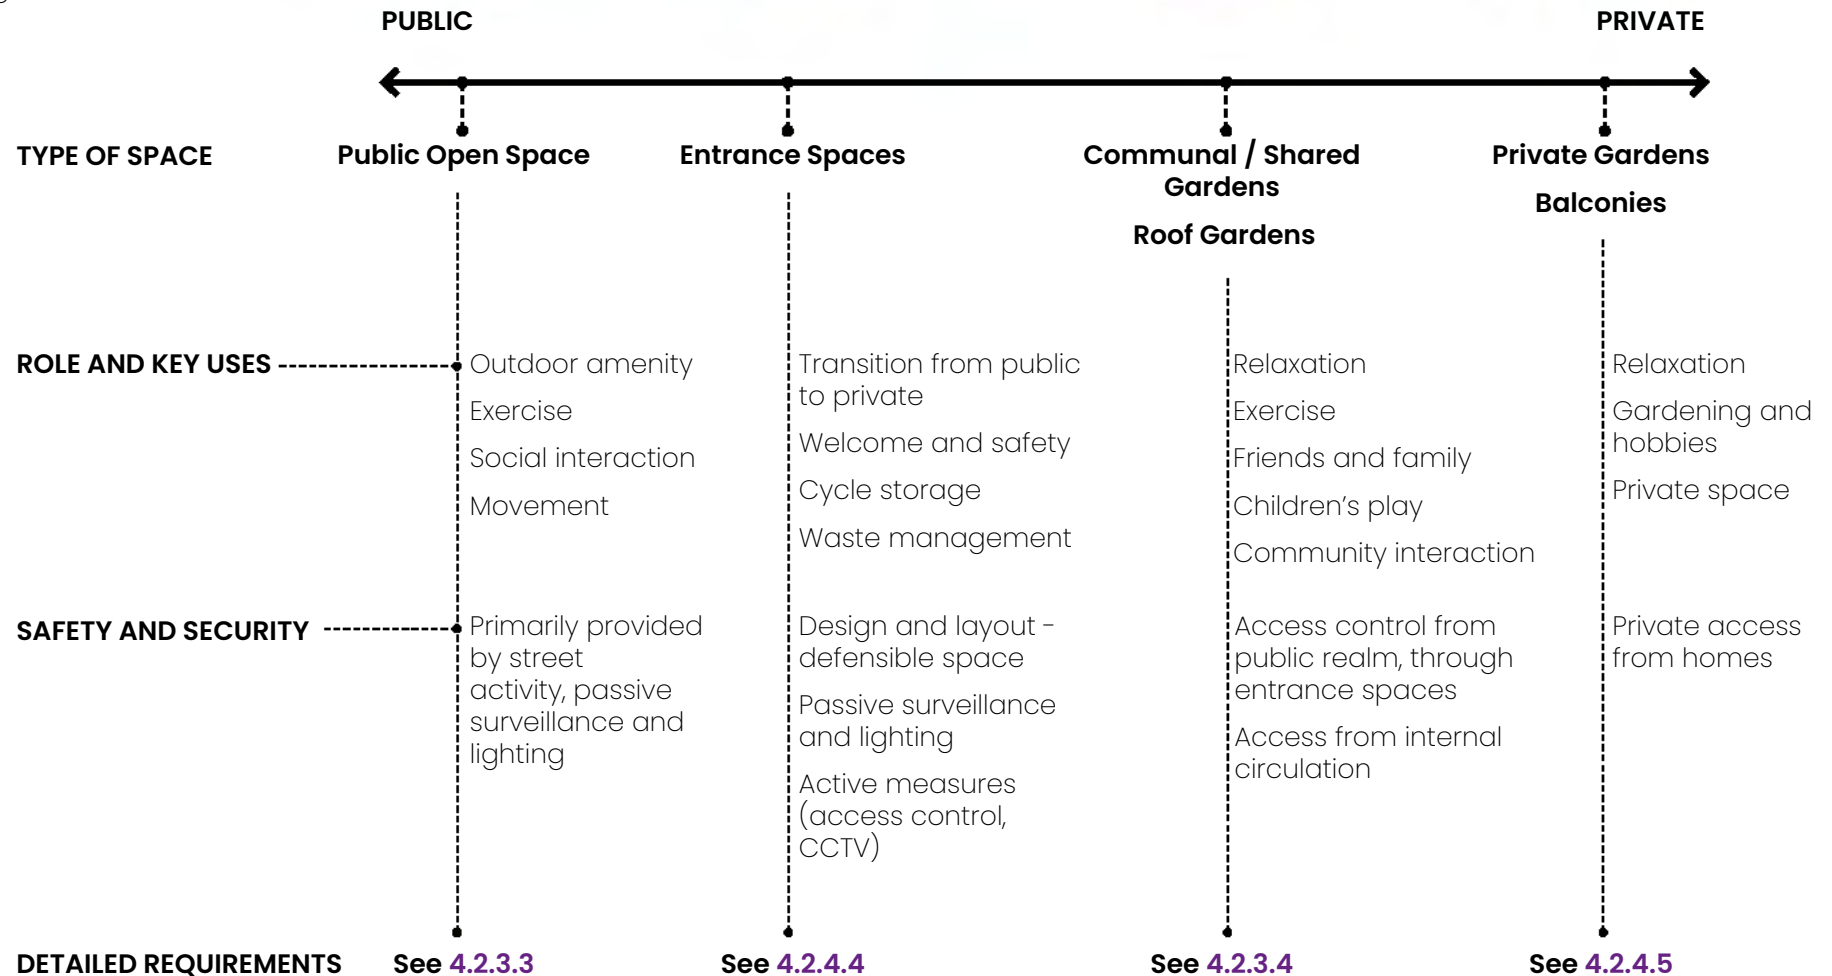 PUBLIC
PRIVATE
TYPE OF SPACE
Public Open Space
Entrance Spaces
Communal / Shared
Gardens
Roof Gardens
Private Gardens
Balconies
ROLE AND KEY USES
Outdoor amenity
Exercise
Social interaction
Movement
Transition from public
to private
Welcome and safety
Cycle storage
Waste management
Relaxation
Exercise
Friends and family
Children’s play
Community interaction
Relaxation
Gardening and
hobbies
Private space
SAFETY AND SECURITY
Primarily provided
by street
activity, passive
surveillance and
lighting
Design and layout -
defensible space
Passive surveillance
and lighting
Active measures
(access control,
CCTV)
Access control from
public realm, through
entrance spaces
Access from internal
circulation
Private access
from homes
DETAILED REQUIREMENTS
See 4.2.3.3
See 4.2.4.4
See 4.2.3.4
See 4.2.4.5